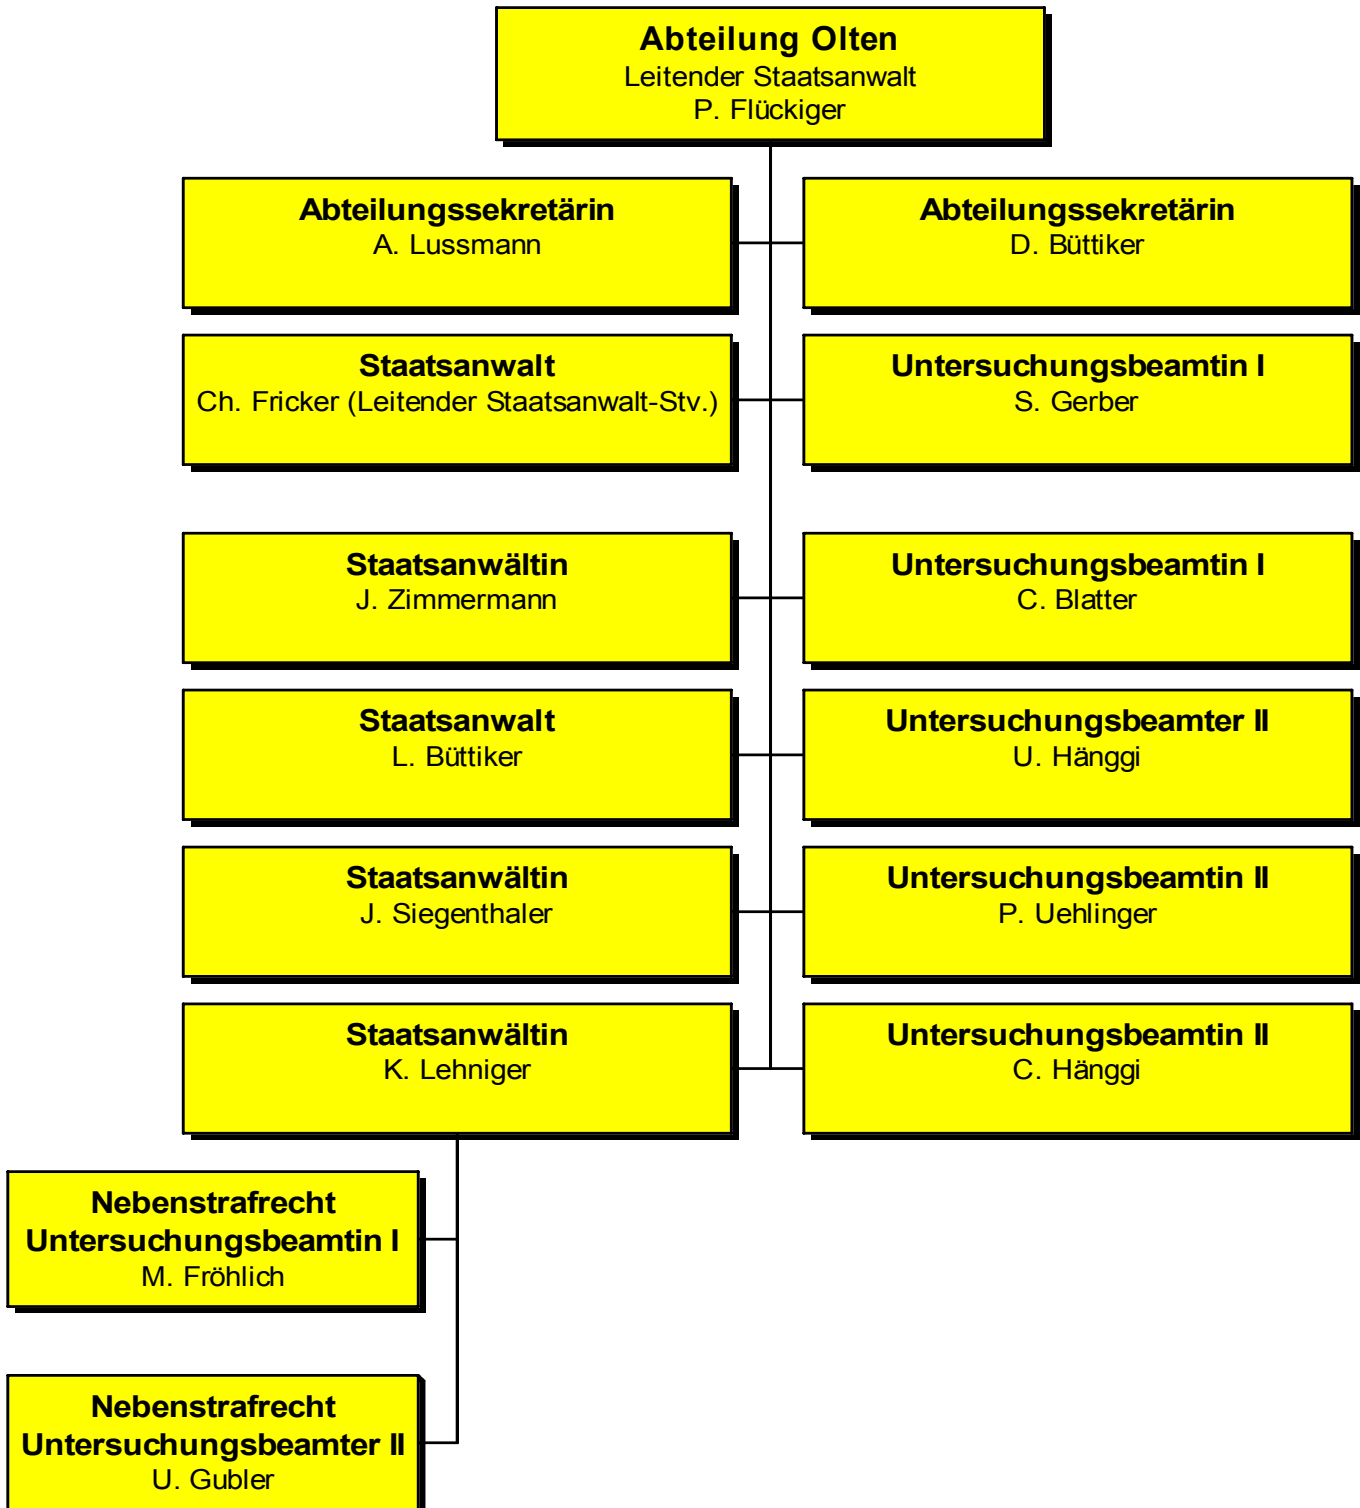 Abteilung Olten
Leitender Staatsanwalt
P. Flückiger
Abteilungssekretärin
A. Lussmann
Abteilungssekretärin
D. Büttiker
Staatsanwalt
Ch. Fricker (Leitender Staatsanwalt-Stv.)
Untersuchungsbeamtin I
S. Gerber
Staatsanwältin
J. Zimmermann
Untersuchungsbeamtin I
C. Blatter
Staatsanwalt
L. Büttiker
Untersuchungsbeamter II
U. Hänggi
Staatsanwältin
J. Siegenthaler
Untersuchungsbeamtin II
P. Uehlinger
Staatsanwältin
K. Lehniger
Untersuchungsbeamtin II
C. Hänggi
Nebenstrafrecht
Untersuchungsbeamtin I
M. Fröhlich
Nebenstrafrecht
Untersuchungsbeamter II
U. Gubler